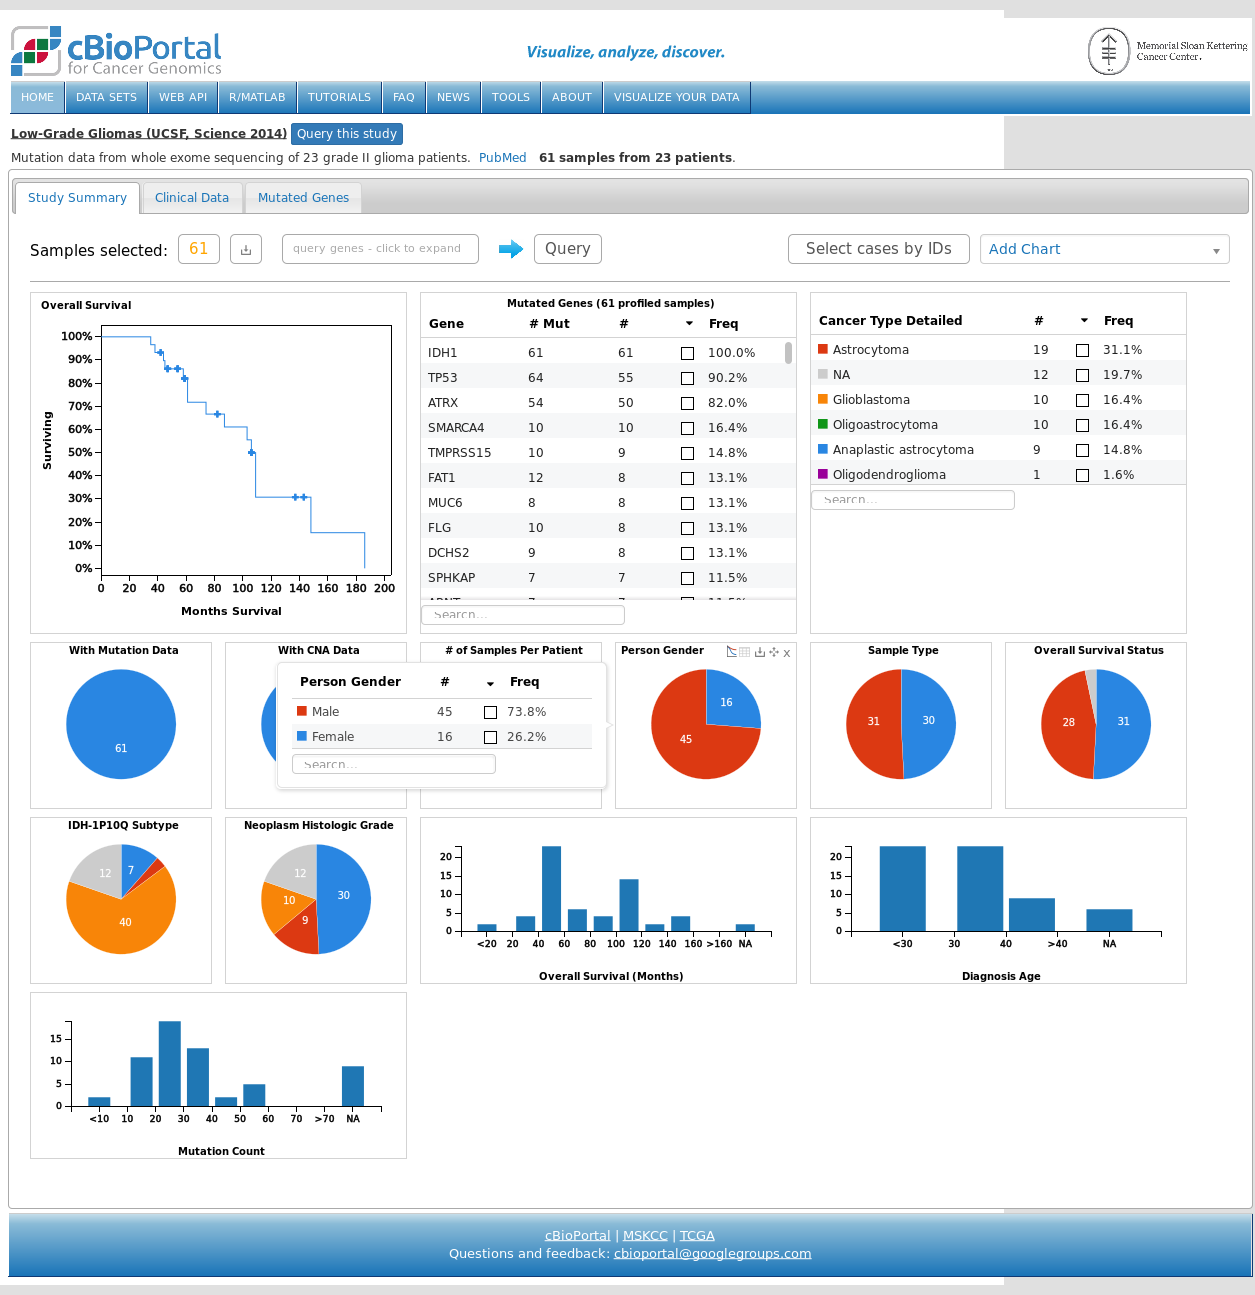 cBioPortal
for Cancer Genomics
Visualize, analyze, discover.
Memorial Sloan Kettering
Cancer Center
HOME DATA SETS WEB API R/MATLAB TUTORIALS FAQ NEWS TOOLS ABOUT VISUALIZE YOUR DATA
Low-Grade Gliomas (UCSF, Science 2014) Query this study
Mutation data from whole exome sequencing of 23 grade II glioma patients. PubMed 61 samples from 23 patients.
Study Summary Clinical Data Mutated Genes
Samples selected: 61 query genes - click to expand Query Select cases by IDs Add Chart
Overall Survival
100%
90%
80%
70%
60%
50%
40%
30%
20%
10%
0%
Surviving
0 20 40 60 80 100 120 140 160 180 200
Months Survival
Mutated Genes (61 profiled samples)
Gene # Mut # Freq
IDH1 61 61 100.0%
TP53 64 55 90.2%
ATRX 54 50 82.0%
SMARCA4 10 10 16.4%
TMPRSS15 10 9 14.8%
FAT1 12 8 13.1%
MUC6 8 8 13.1%
FLG 10 8 13.1%
DCHS2 9 8 13.1%
SPHKAP 7 7 11.5%
Search...
Cancer Type Detailed # Freq
Astrocytoma 19 31.1%
NA 12 19.7%
Glioblastoma 10 16.4%
Oligoastrocytoma 10 16.4%
Anaplastic astrocytoma 9 14.8%
Oligodendroglioma 1 1.6%
Search...
With Mutation Data
61
With CNA Data
# of Samples Per Patient
Person Gender # Freq
Male 45 73.8%
Female 16 26.2%
Search...
Person Gender x
16
45
Sample Type
31 30
Overall Survival Status
28 31
IDH-1P10Q Subtype
12 7
40
Neoplasm Histologic Grade
12
30
10
9
20
15
10
5
0
<20 20 40 60 80 100 120 140 160 >160 NA
Overall Survival (Months)
20
15
10
5
0
<30 30 40 >40 NA
Diagnosis Age
15
10
5
0
<10 10 20 30 40 50 60 70 >70 NA
Mutation Count
cBioPortal | MSKCC | TCGA
Questions and feedback: cbioportal@googlegroups.com